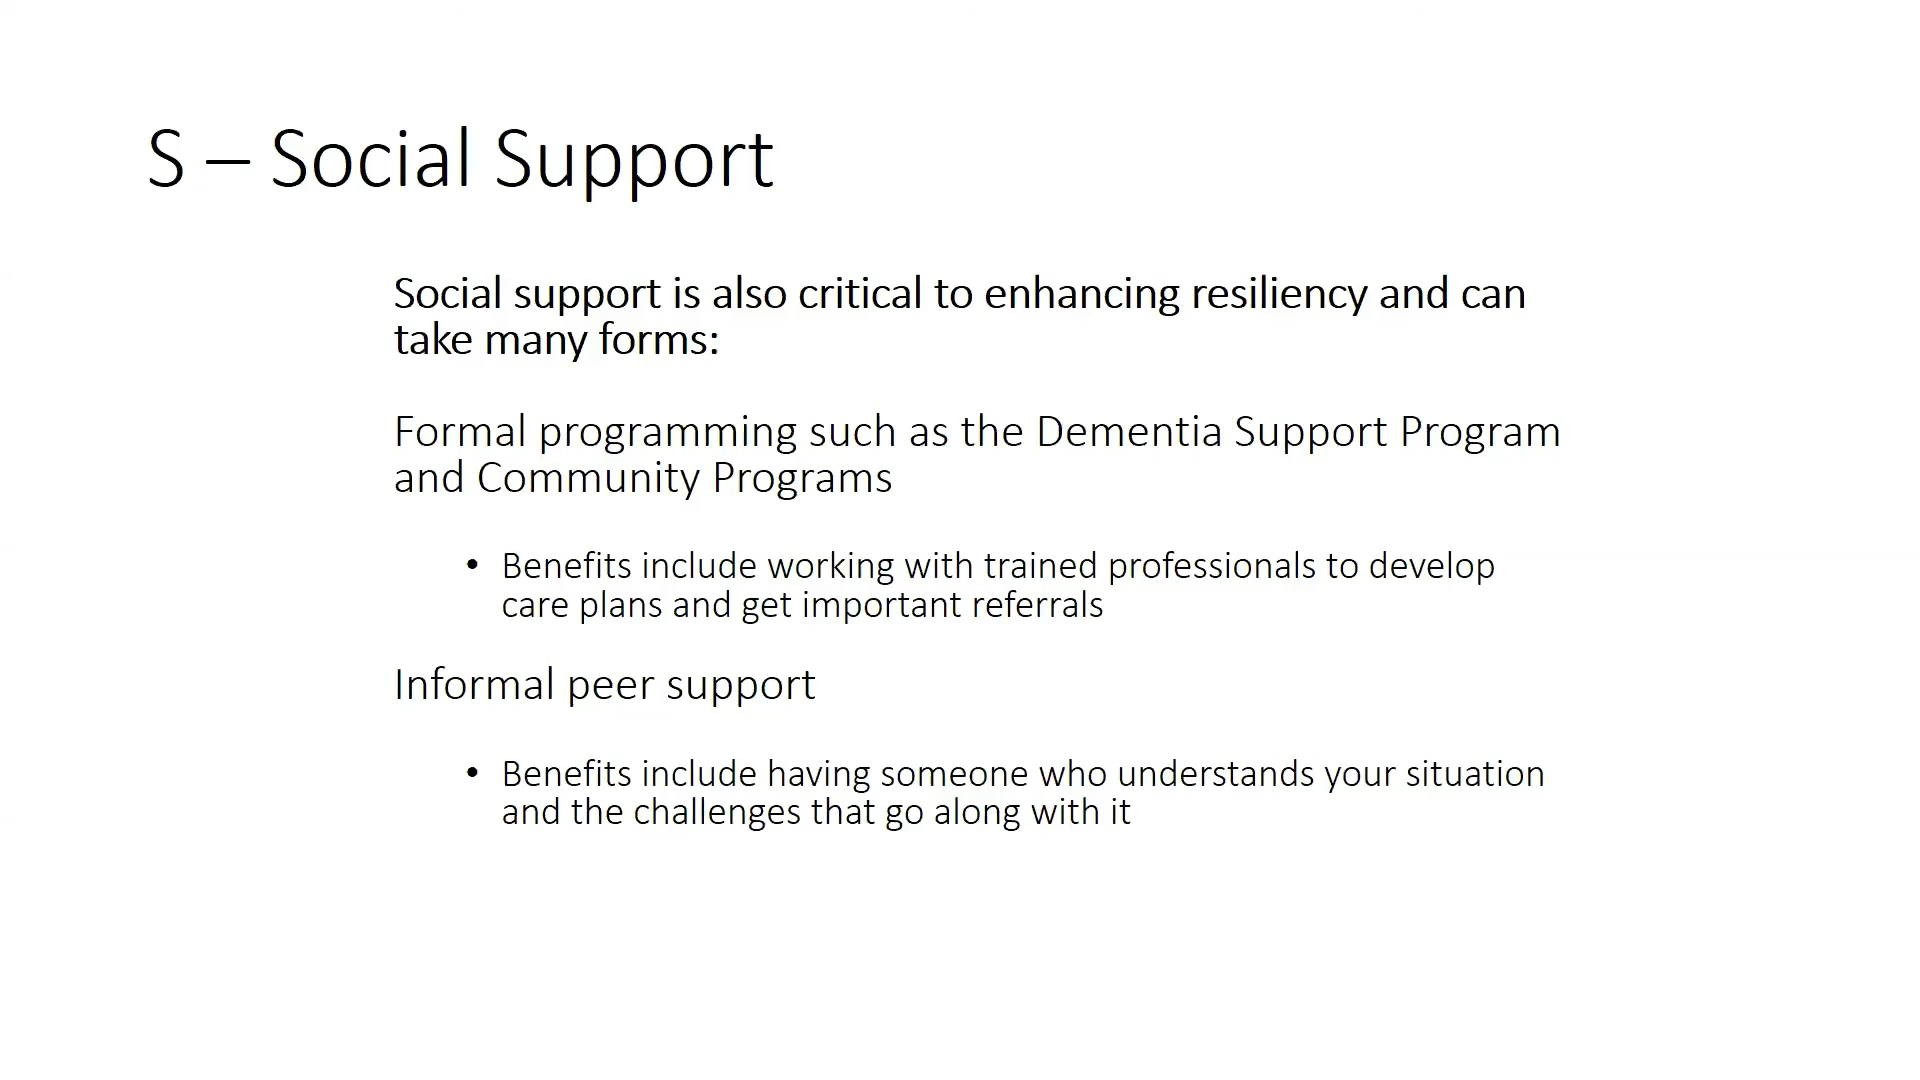 S – Social Support
Social support is also critical to enhancing resiliency and can
take many forms:
Formal programming such as the Dementia Support Program
and Community Programs
• Benefits include working with trained professionals to develop
care plans and get important referrals
Informal peer support
• Benefits include having someone who understands your situation
and the challenges that go along with it